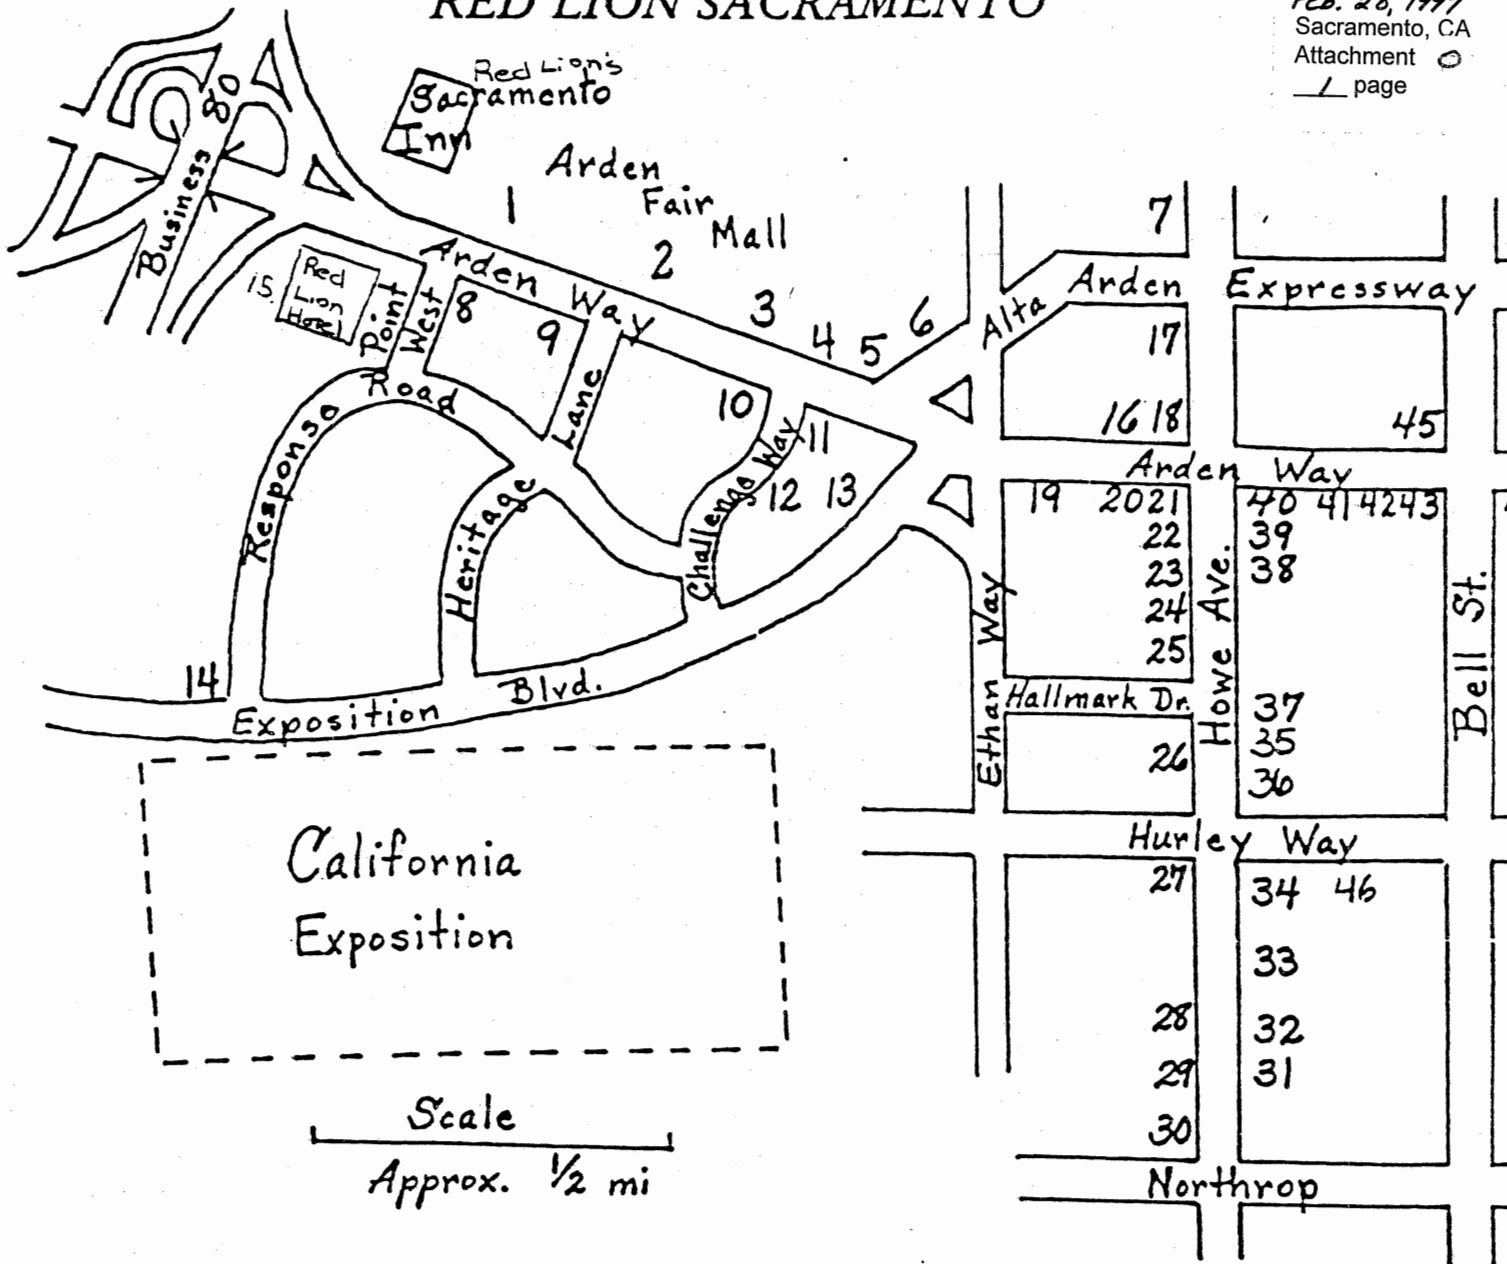 RED LION SACRAMENTO
Feb. 20, 1997
Sacramento, CA
Attachment O
1 page
Red Lion's
Sacramento
Inn
Business 80
1
Arden
Fair
Mall
2
3
4
5
6
7
Arden Way
15.
Red
Lion
Hotel
Point
West
8
9
Road
Response
Lane
Heritage
10
Challenge Way
11
12
13
14
Exposition Blvd.
Alta Arden Expressway
17
16 18
45
Arden Way
19 20 21
40 41 42 43
22
39
23
38
24
25
Ethan Way
Howe Ave.
Bell St.
Hallmark Dr.
37
35
26
36
Hurley Way
27
34 46
33
28
32
29
31
30
Northrop
California
Exposition
Scale
Approx. 1/2 mi